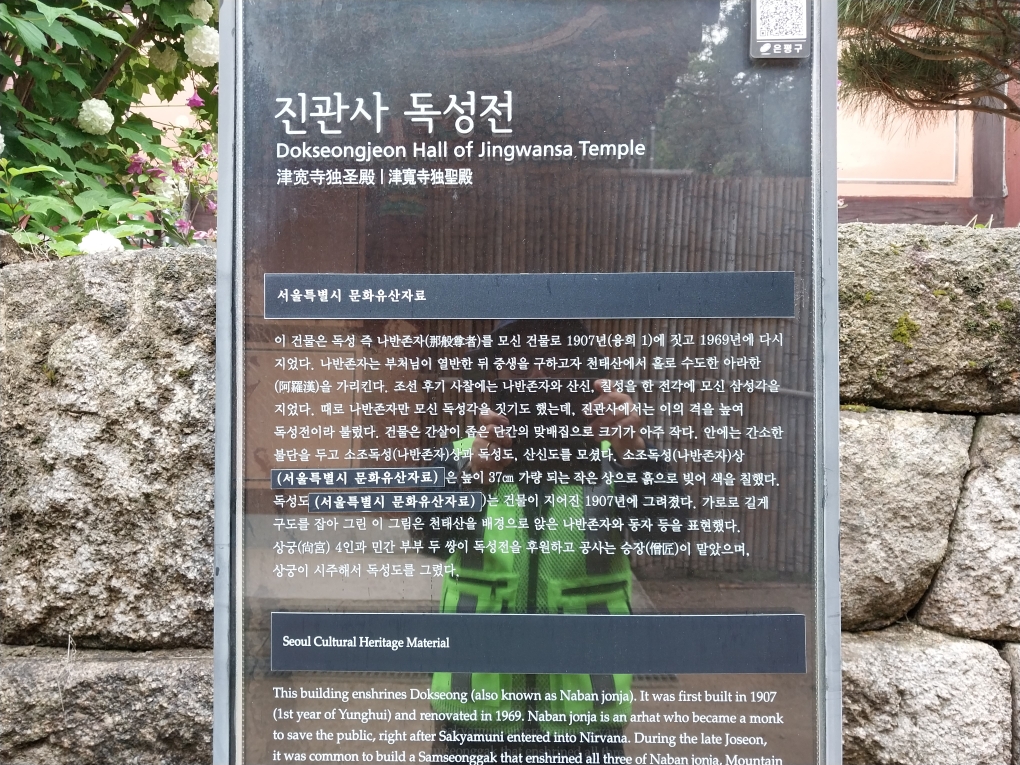 은평구
진관사 독성전
Dokseongjeon Hall of Jingwansa Temple
津宽寺独圣殿 | 津寬寺独聖殿
서울특별시 문화유산자료
이 건물은 독성 즉 나반존자(那般尊者)를 모신 건물로 1907년(융희 1)에 짓고 1969년에 다시
지었다. 나반존자는 부처님이 열반한 뒤 중생을 구하고자 천태산에서 홀로 수도한 아라한
(阿羅漢)을 가리킨다. 조선 후기 사찰에는 나반존자와 산신, 칠성을 한 전각에 모신 삼성각을
지었다. 때로 나반존자만 모신 독성각을 짓기도 했는데, 진관사에서는 이의 격을 높여
독성전이라 불렀다. 건물은 간살이 좁은 단칸의 맞배집으로 크기가 아주 작다. 안에는 간소한
불단을 두고 소조독성(나반존자)상과 독성도, 산신도를 모셨다. 소조독성(나반존자)상
(서울특별시 문화유산자료)은 높이 37㎝ 가량 되는 작은 상으로 흙으로 빚어 색을 칠했다.
독성도(서울특별시 문화유산자료))는 건물이 지어진 1907년에 그려졌다. 가로로 길게
구도를 잡아 그린 이 그림은 천태산을 배경으로 앉은 나반존자와 동자 등을 표현했다.
상궁(尙宮) 4인과 민간 부부 두 쌍이 독성전을 후원하고 공사는 승장(僧匠)이 맡았으며,
상궁이 시주해서 독성도를 그렸다.
Seoul Cultural Heritage Material
This building enshrines Dokseong (also known as Naban jonja). It was first built in 1907
(1st year of Yunghui) and renovated in 1969. Naban jonja is an arhat who became a monk
to save the public, right after Sakyamuni entered into Nirvana. During the late Joseon,
it was common to build a Samseonggak that enshrined all three of Naban jonja, Mountain